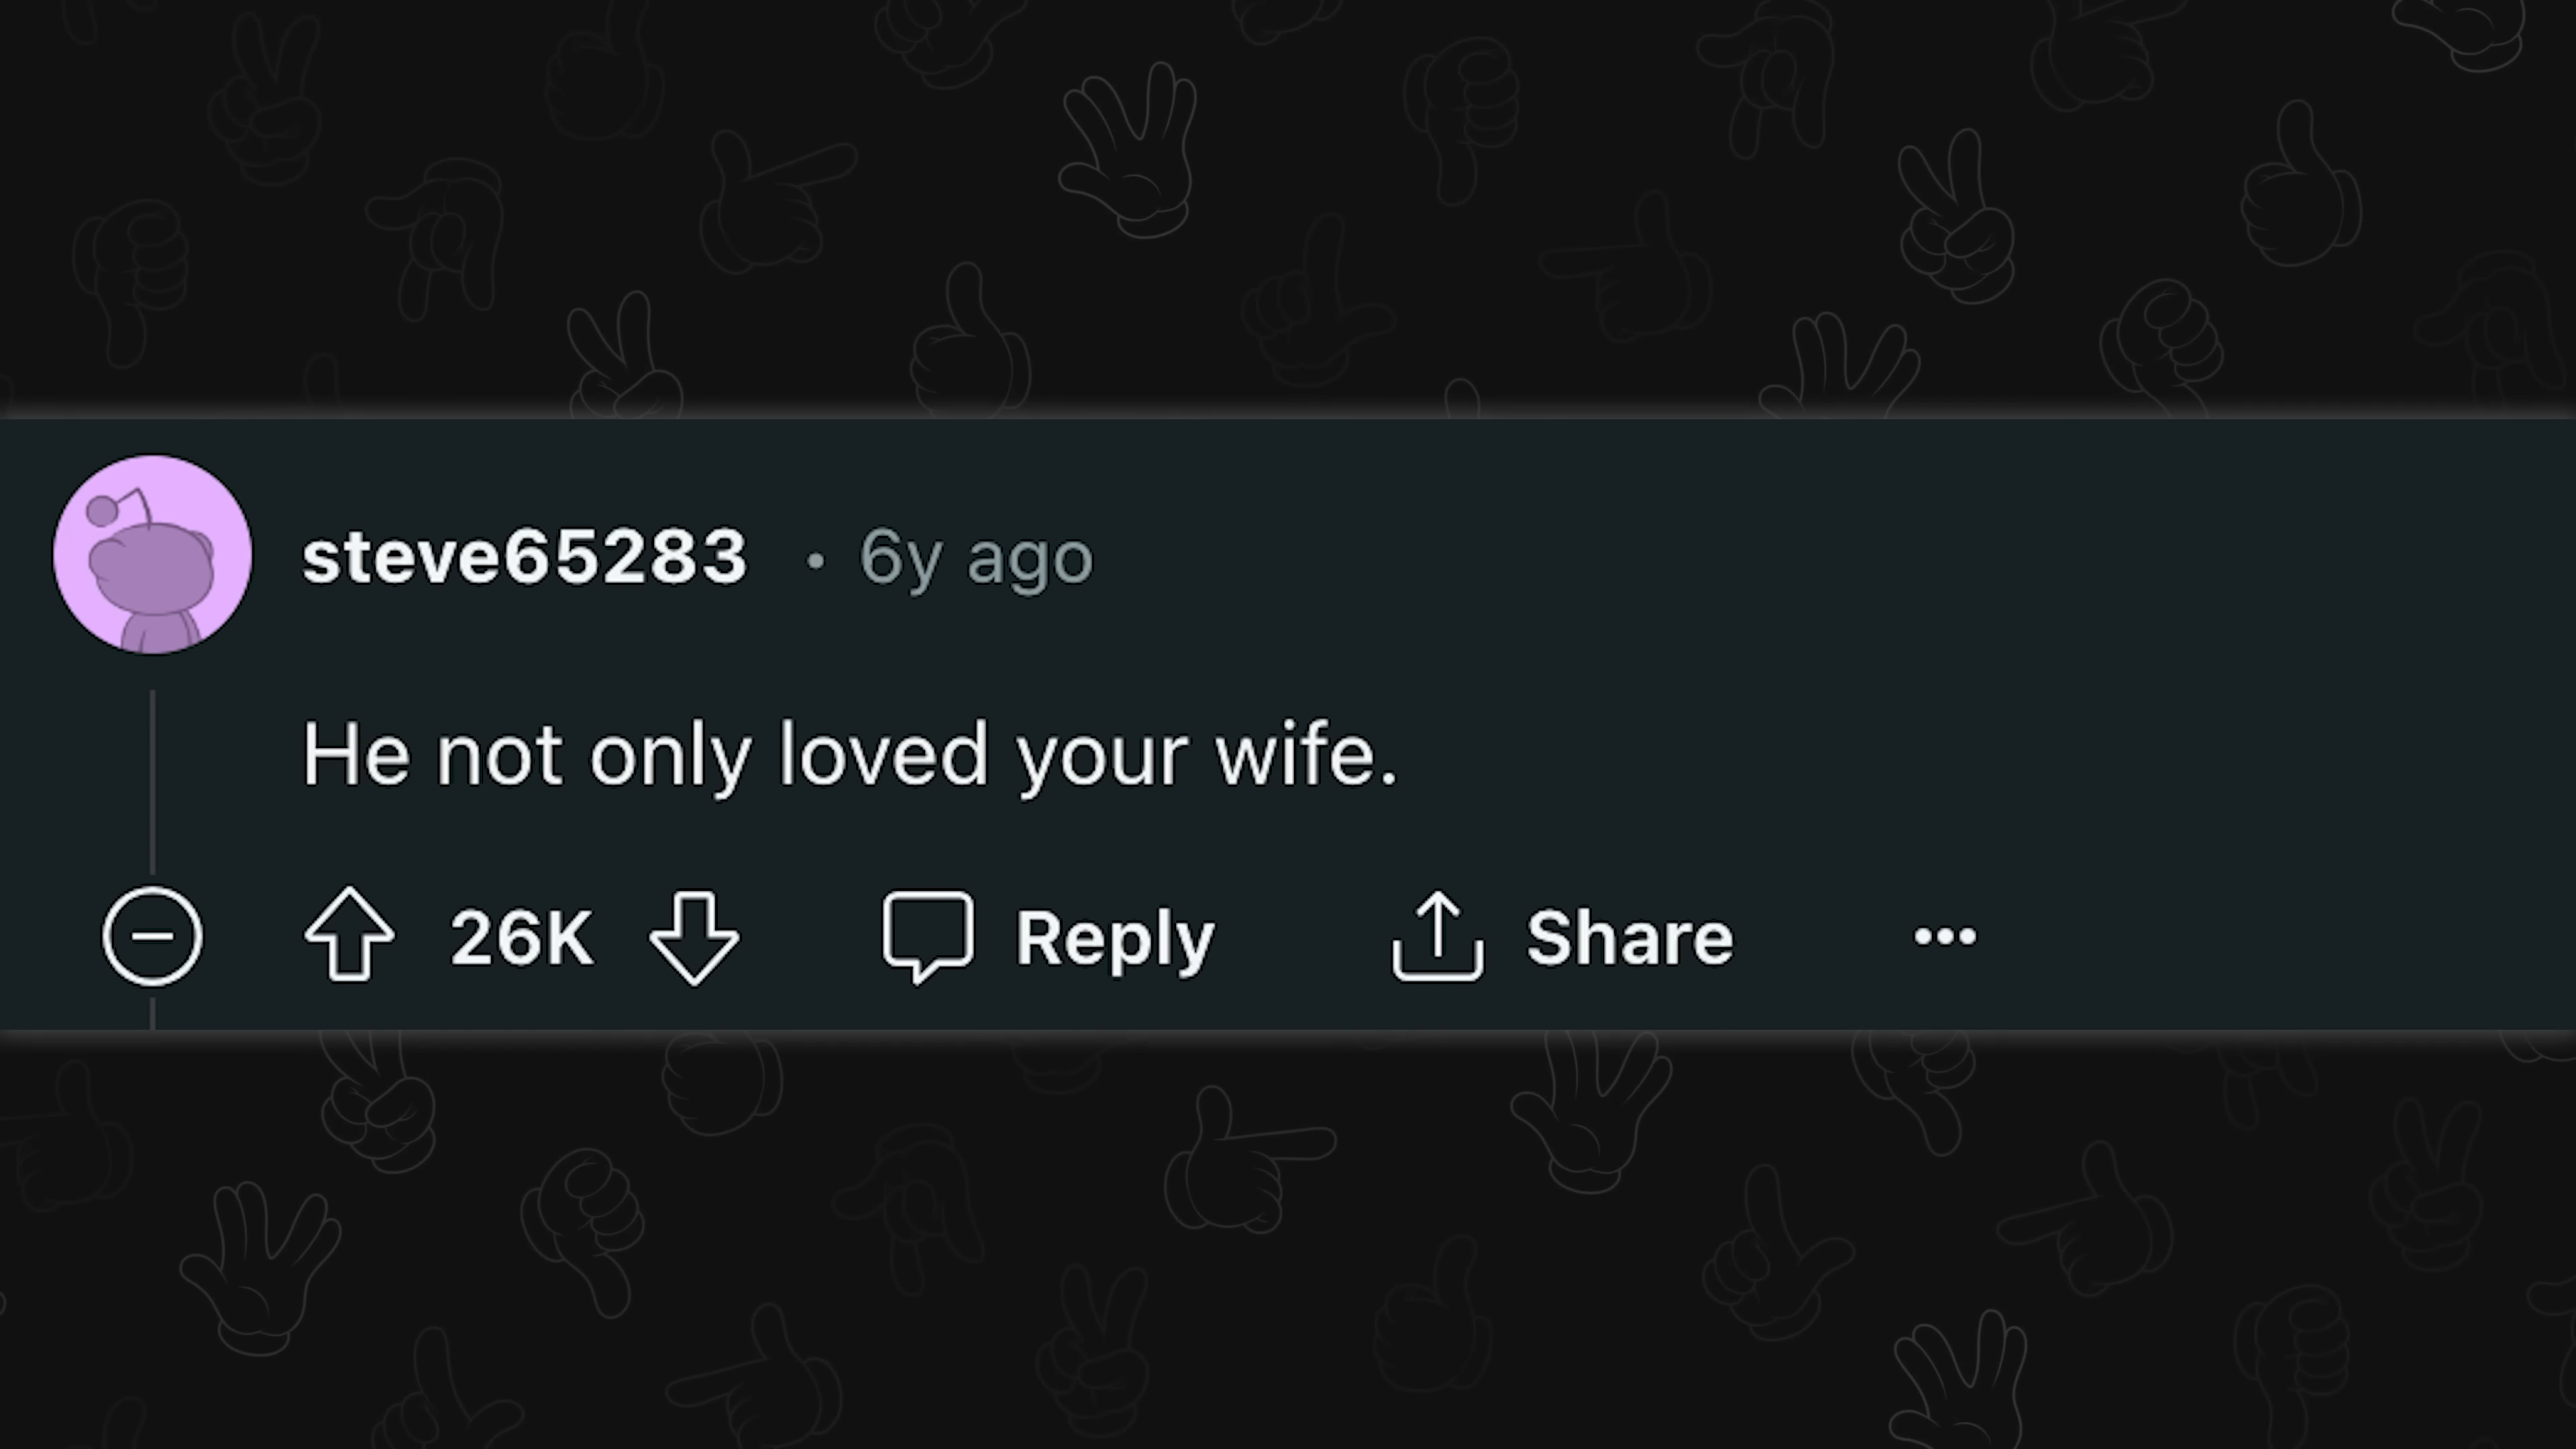 steve65283 • 6y ago
He not only loved your wife.
26K Reply Share •••